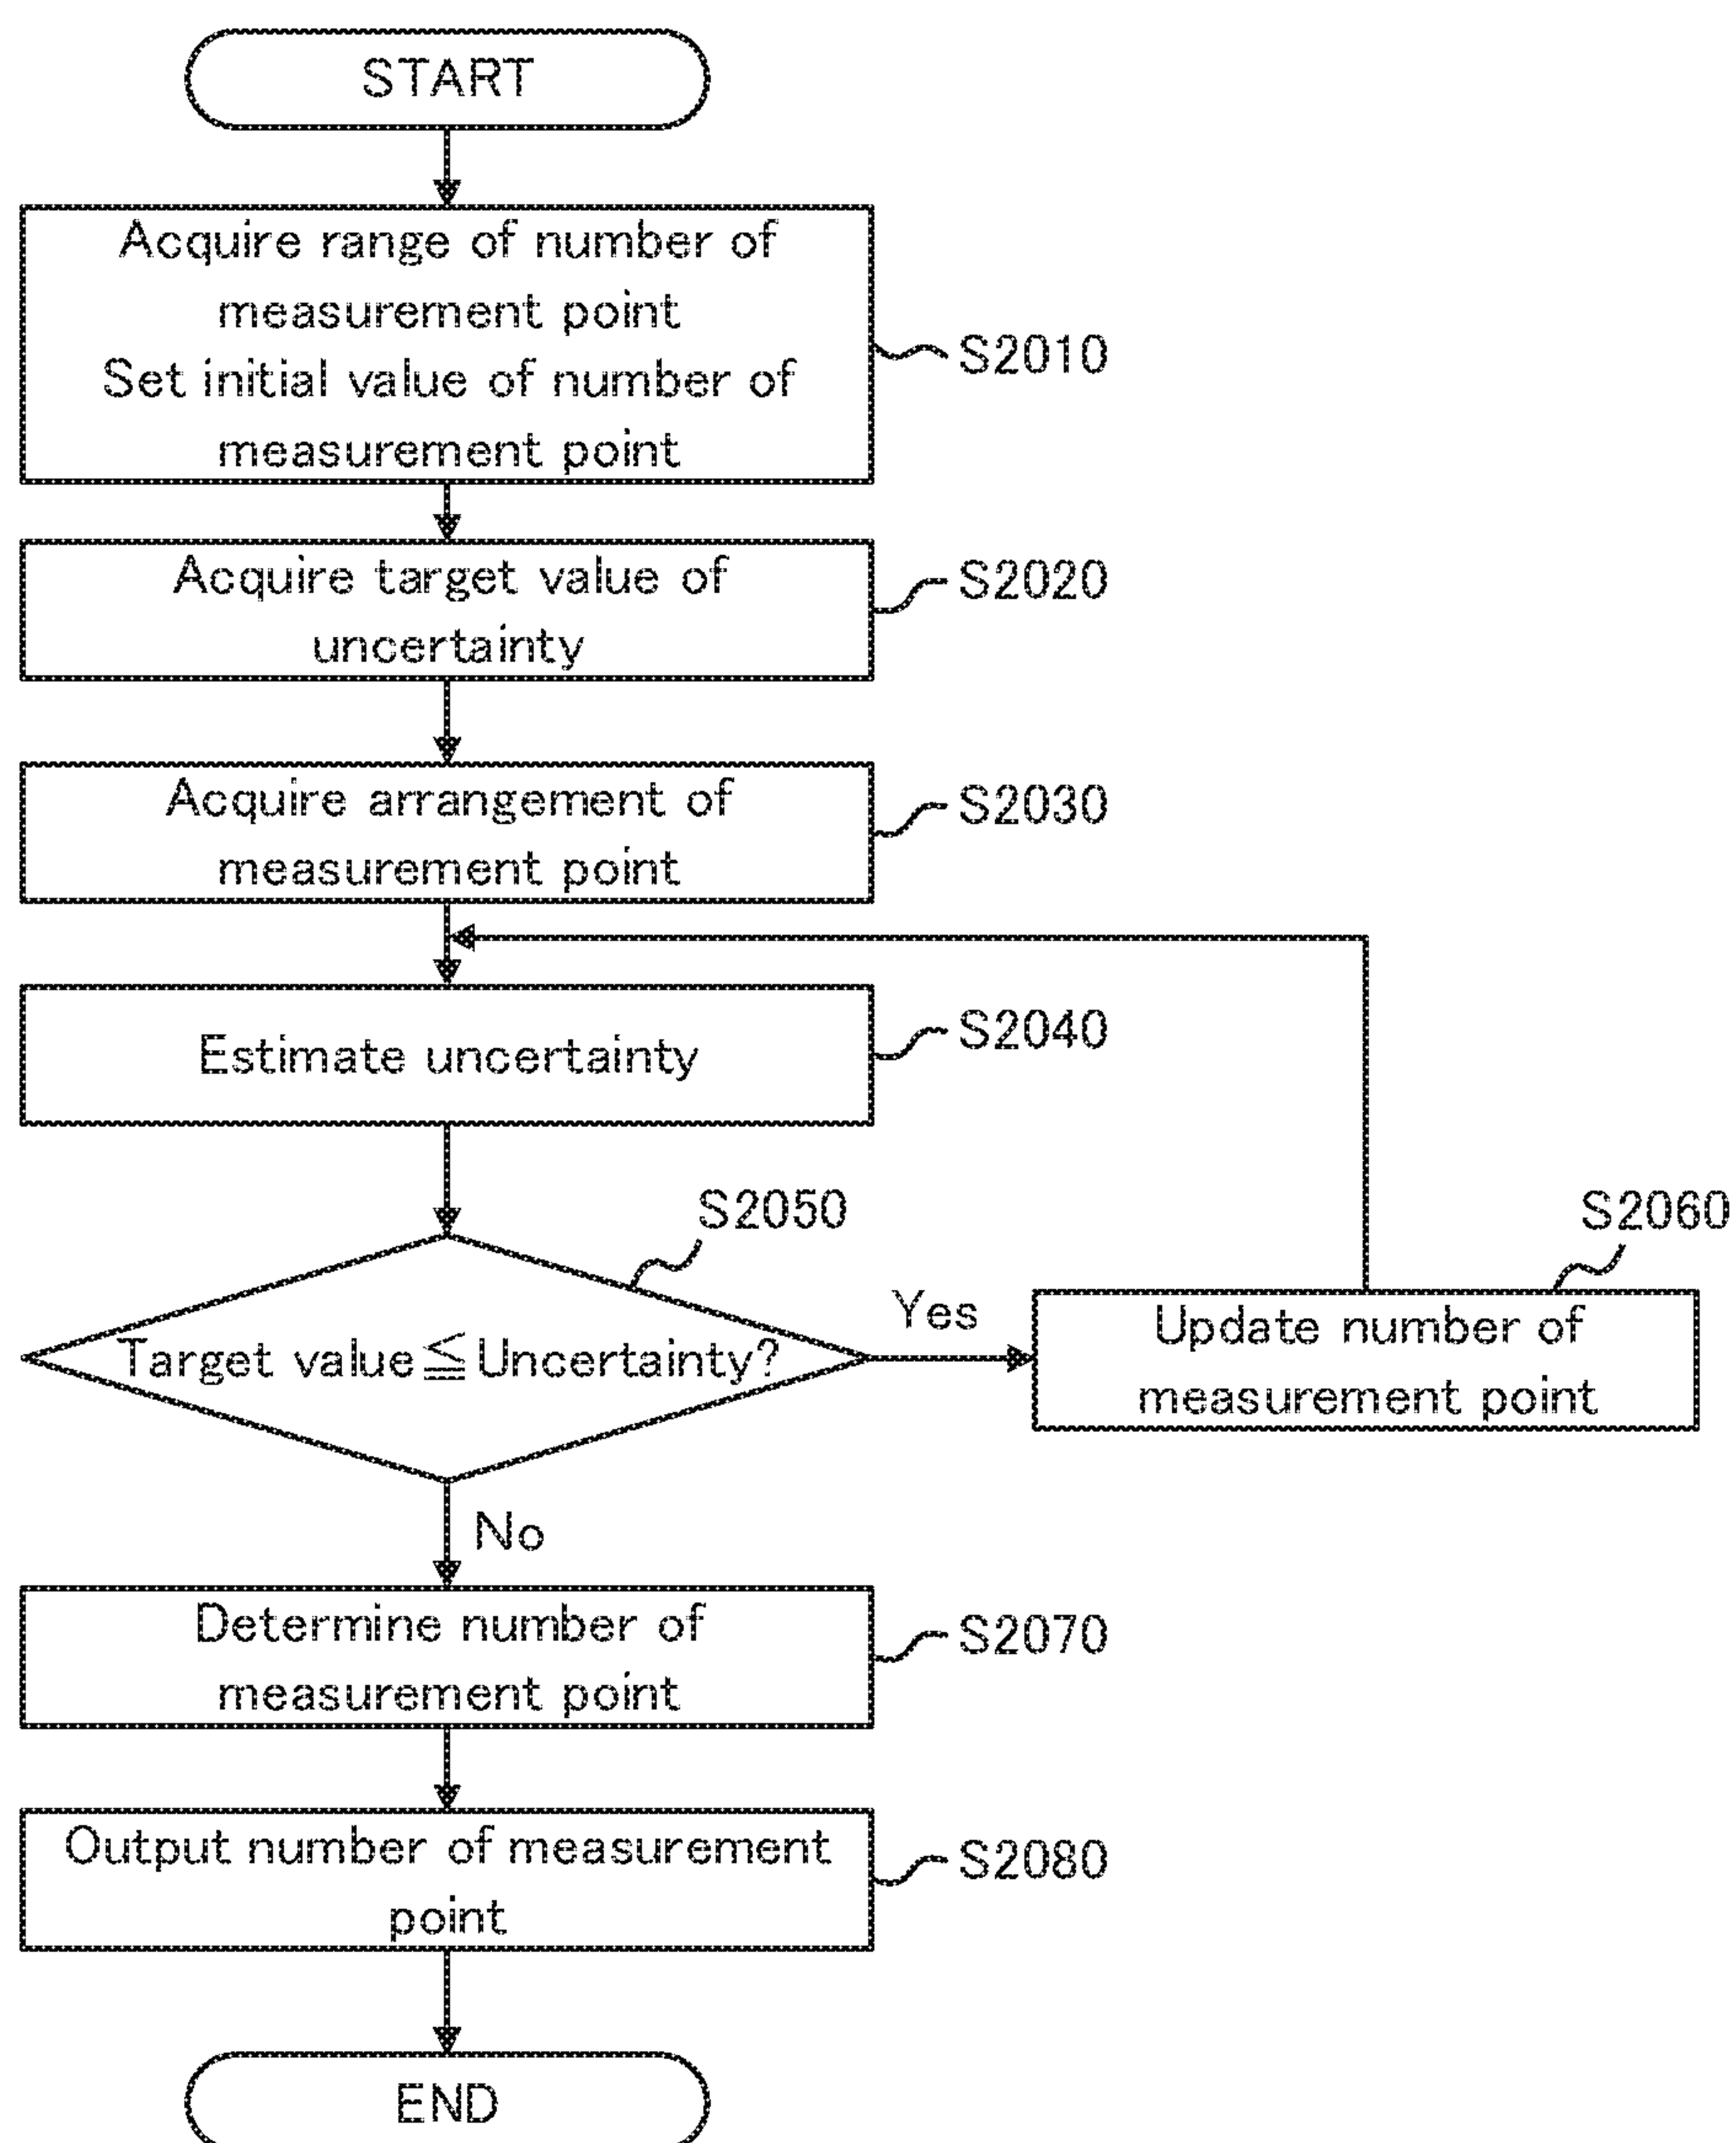 START
Acquire range of number of
measurement point
Set initial value of number of
measurement point
S2010
Acquire target value of
uncertainty
S2020
Acquire arrangement of
measurement point
S2030
Estimate uncertainty
S2040
S2050
Target value≦Uncertainty?
Yes
S2060
Update number of
measurement point
No
Determine number of
measurement point
S2070
Output number of measurement
point
S2080
END